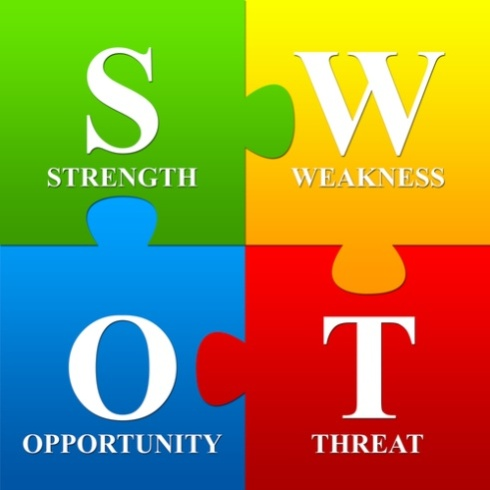 S
STRENGTH
W
WEAKNESS
O
OPPORTUNITY
T
THREAT